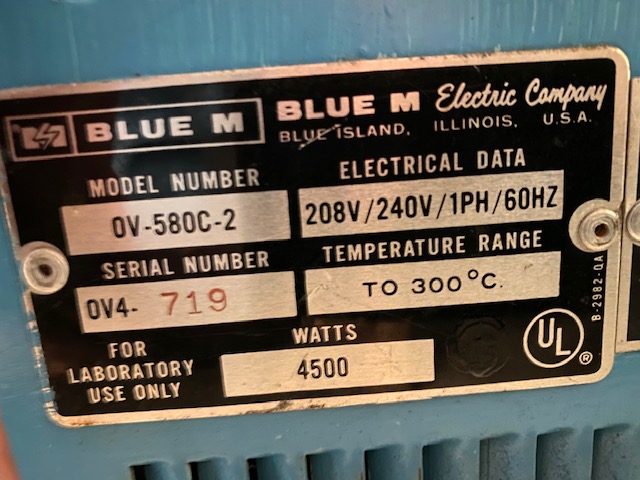 BLUE M
BLUE M Electric Company
BLUE ISLAND, ILLINOIS, U.S.A.
MODEL NUMBER
OV-580C-2
ELECTRICAL DATA
208V/240V/1PH/60HZ
SERIAL NUMBER
OV4- 719
TEMPERATURE RANGE
TO 300°C.
FOR
LABORATORY
USE ONLY
WATTS
4500
UL ®
B-2982-QA